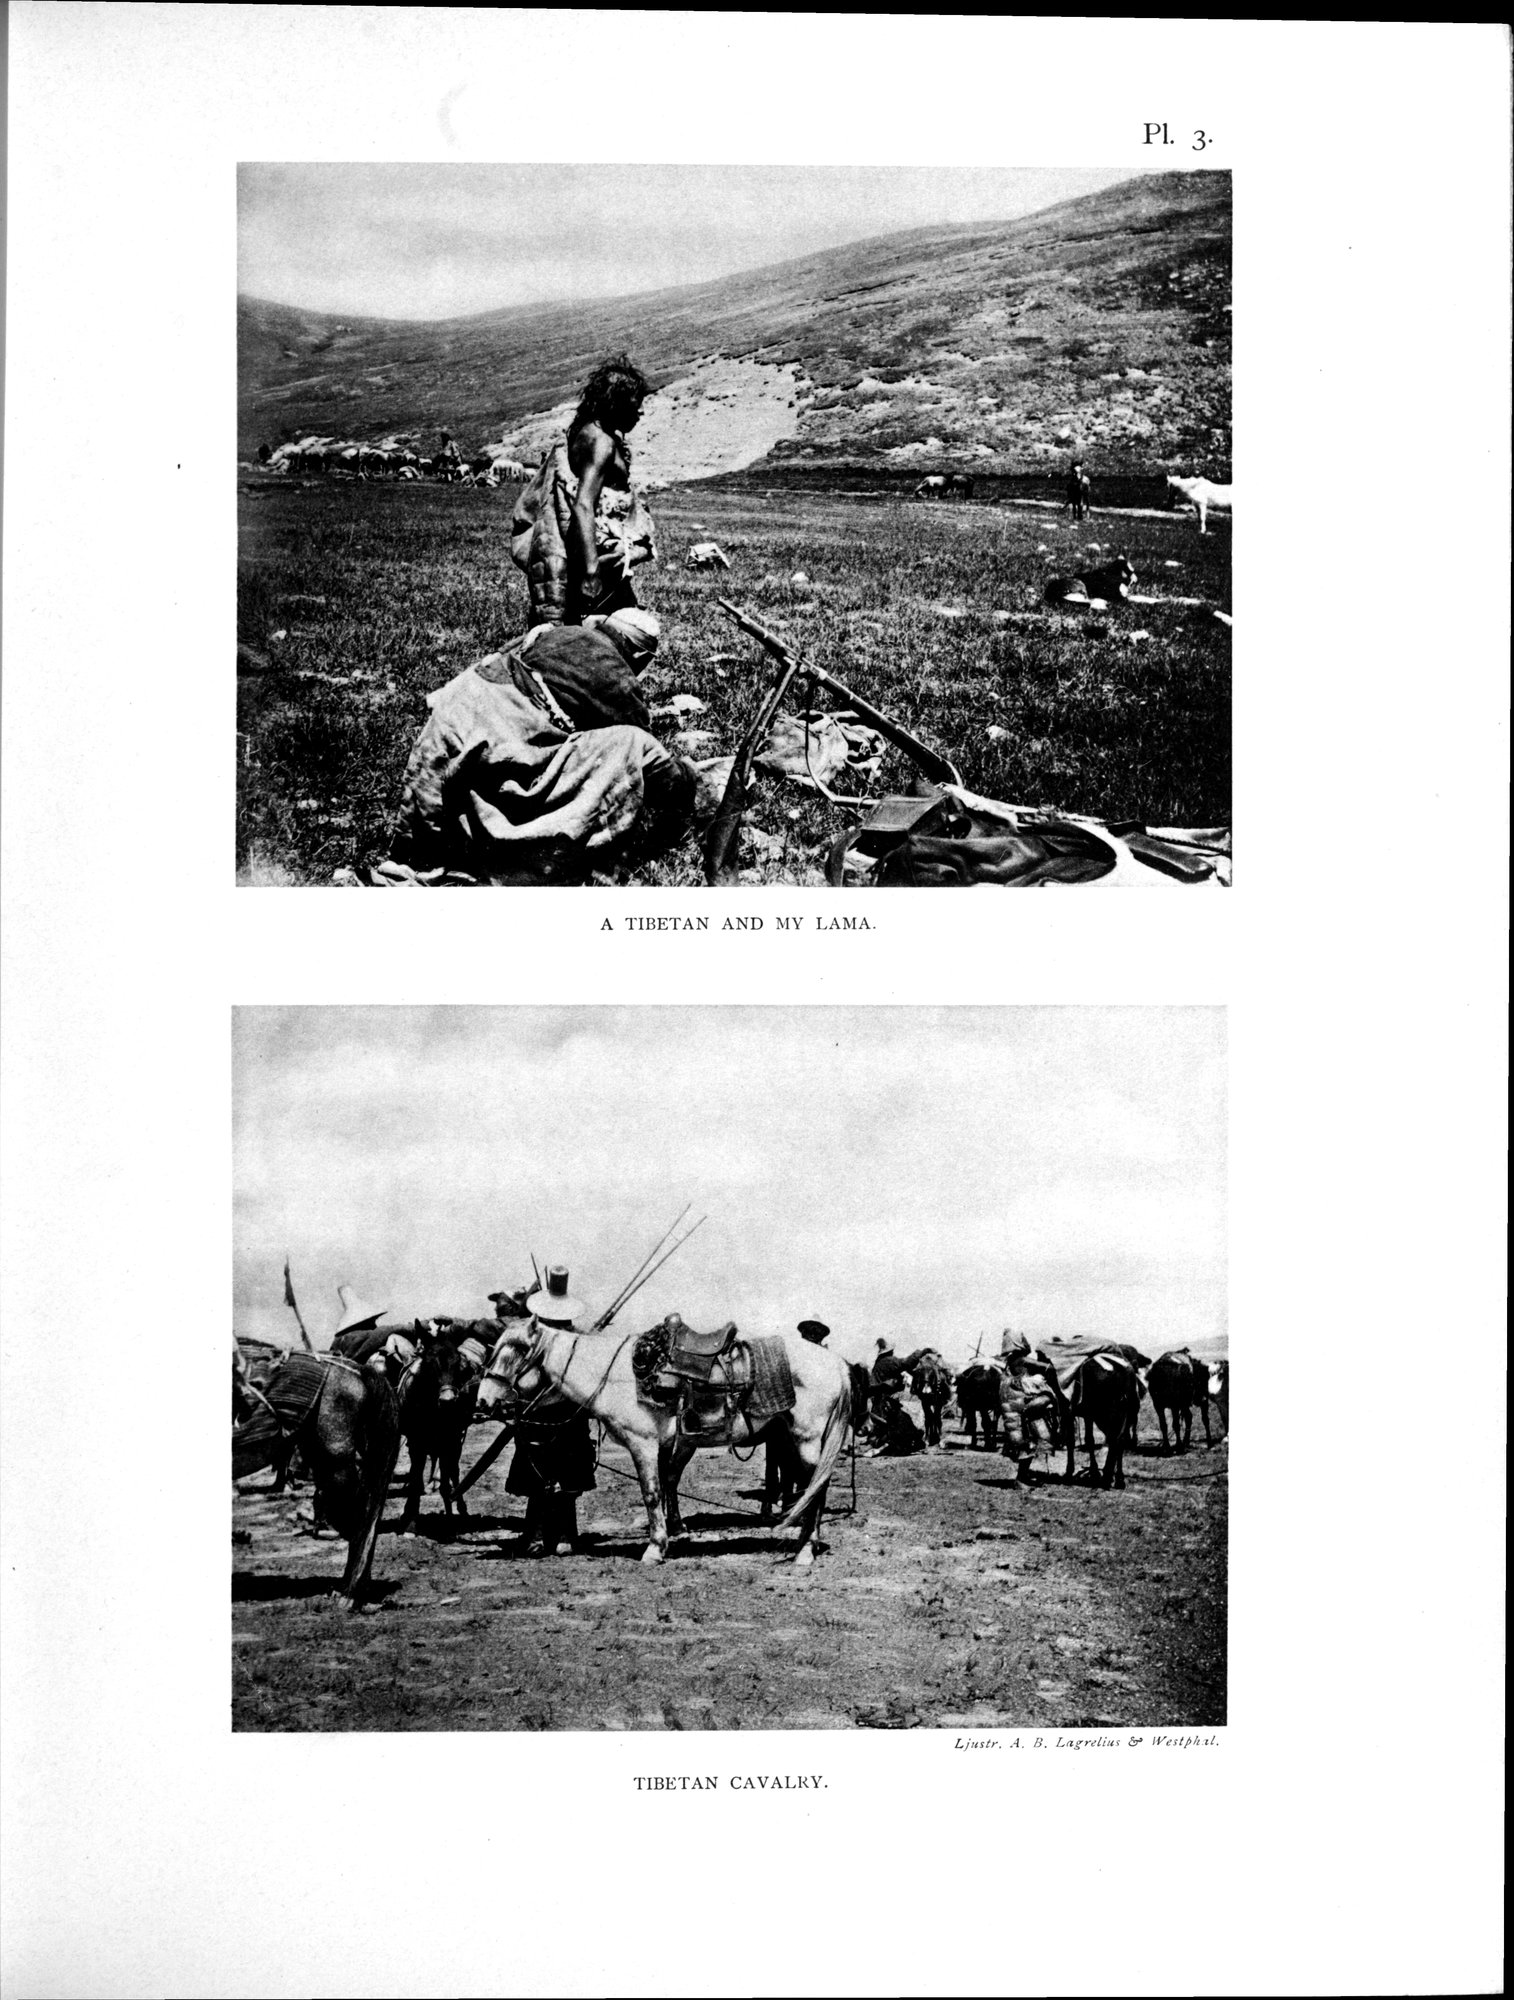 Pl. 3.
A TIBETAN AND MY LAMA.
Ljustr. A. B. Lagrelius & Westphal.
TIBETAN CAVALRY.